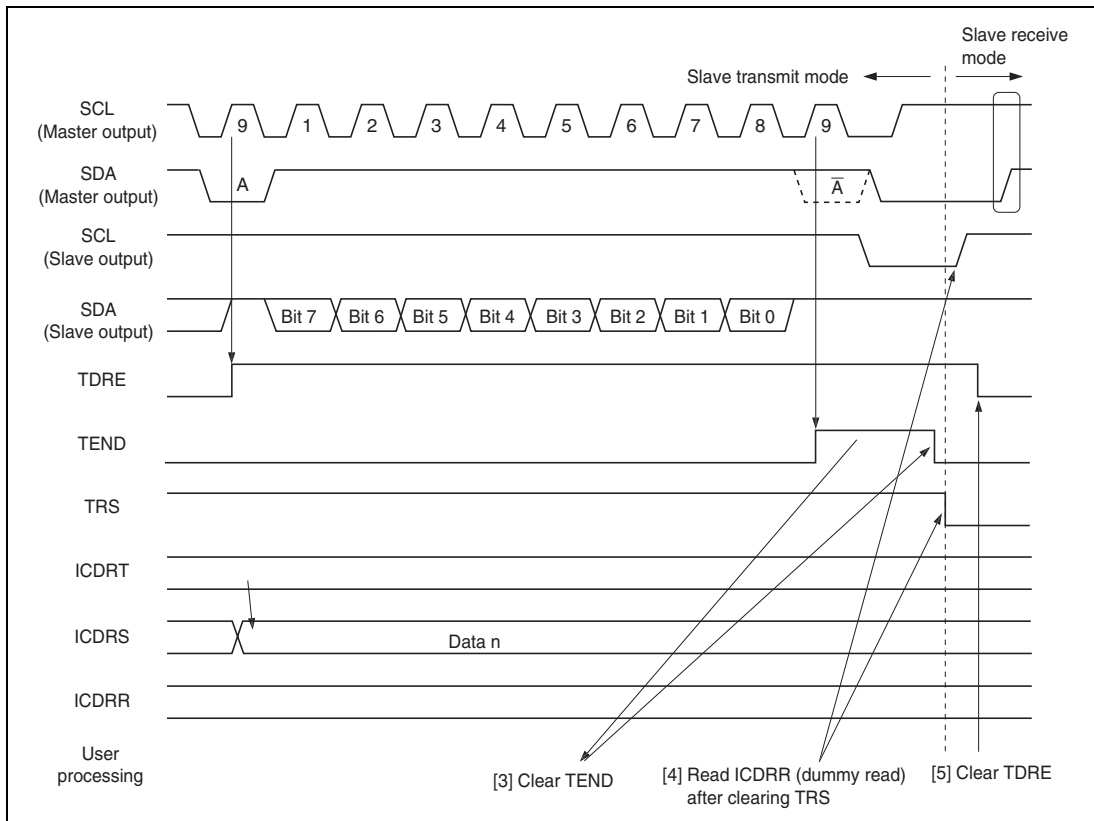 Slave receive
mode
Slave transmit mode
SCL
(Master output)
9 1 2 3 4 5 6 7 8 9
SDA
(Master output)
A A̅
SCL
(Slave output)
SDA
(Slave output)
Bit 7 Bit 6 Bit 5 Bit 4 Bit 3 Bit 2 Bit 1 Bit 0
TDRE
TEND
TRS
ICDRT
ICDRS
Data n
ICDRR
User
processing
[3] Clear TEND
[4] Read ICDRR (dummy read)
after clearing TRS
[5] Clear TDRE